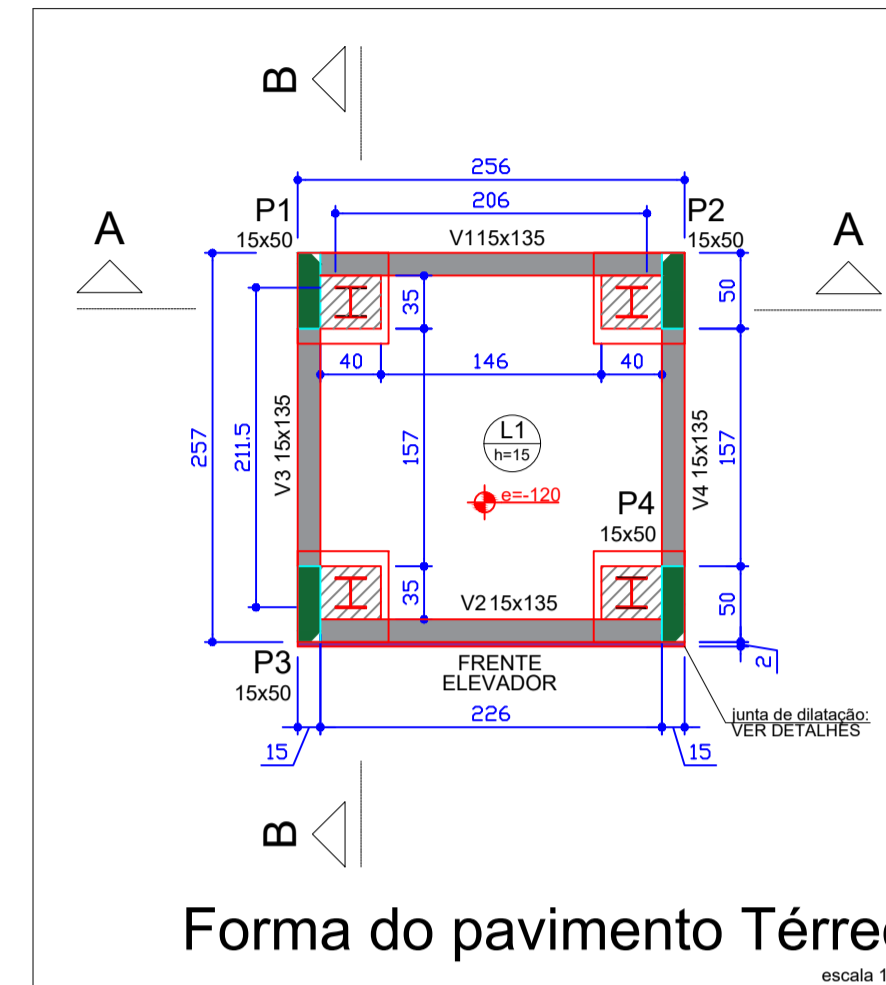 B
256
206
P1
P2
15x50
V115x135
15x50
A
A
35
50
40
146
40
257
211.5
V3 15x135
157
L1
h=15
157
V4 15x135
e=-120
P4
15x50
35
50
V215x135
P3
15x50
FRENTE
ELEVADOR
2
226
junta de dilatação:
VER DETALHES
15
15
B
Forma do pavimento Térre
escala 1